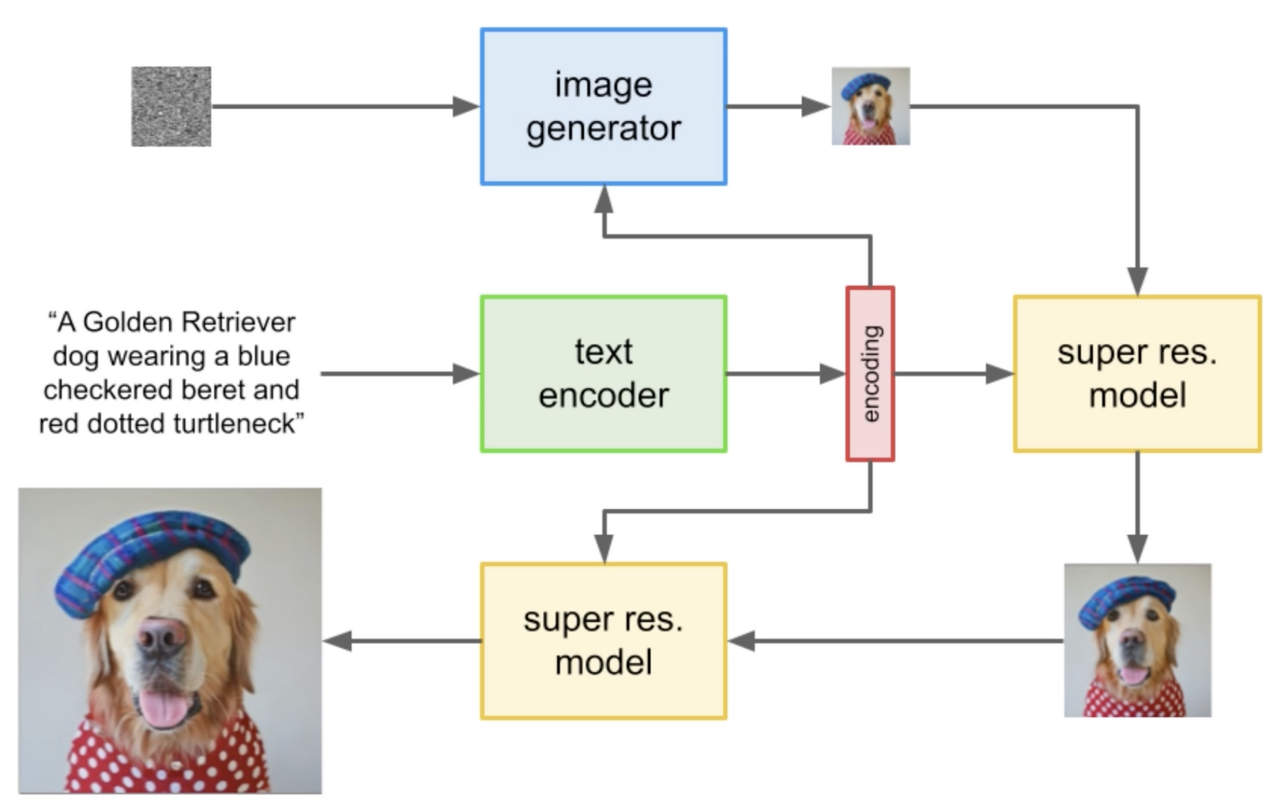 image
generator
“A Golden Retriever
dog wearing a blue
checkered beret and
red dotted turtleneck”
text
encoder
encoding
super res.
model
super res.
model